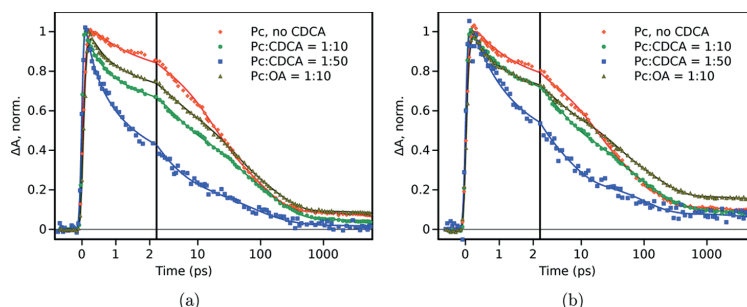 Pc, no CDCA
Pc:CDCA = 1:10
Pc:CDCA = 1:50
Pc:OA = 1:10
ΔA, norm.
1
0.8
0.6
0.4
0.2
0
0 1 2 10 100 1000
Time (ps)
(a)
Pc, no CDCA
Pc:CDCA = 1:10
Pc:CDCA = 1:50
Pc:OA = 1:10
ΔA, norm.
1
0.8
0.6
0.4
0.2
0
0 1 2 10 100 1000
Time (ps)
(b)